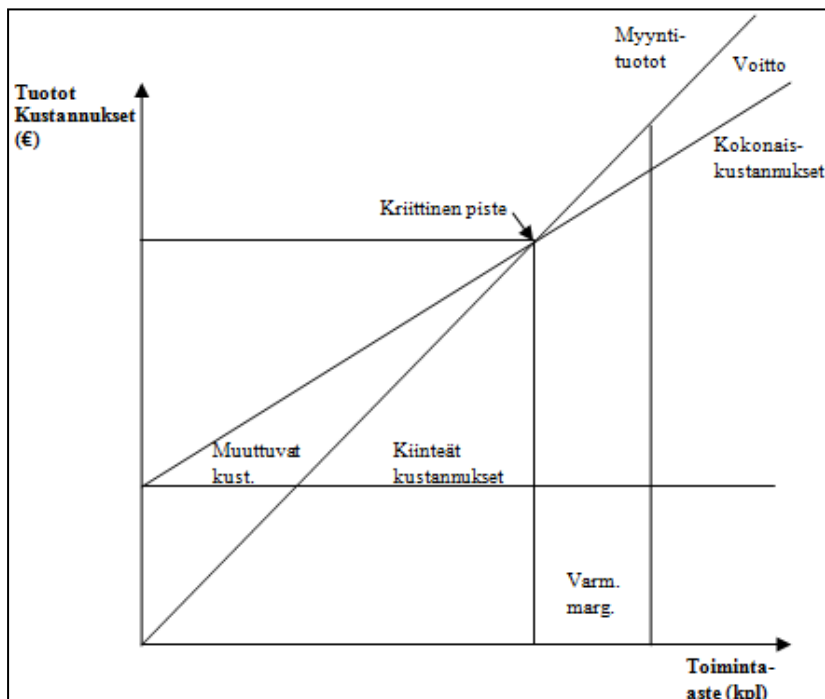 Myynti-
tuotot
Voitto
Tuotot
Kustannukset
(€)
Kokonais-
kustannukset
Kriittinen piste
Muuttuvat
kust.
Kiinteät
kustannukset
Varm.
marg.
Toiminta-
aste (kpl)